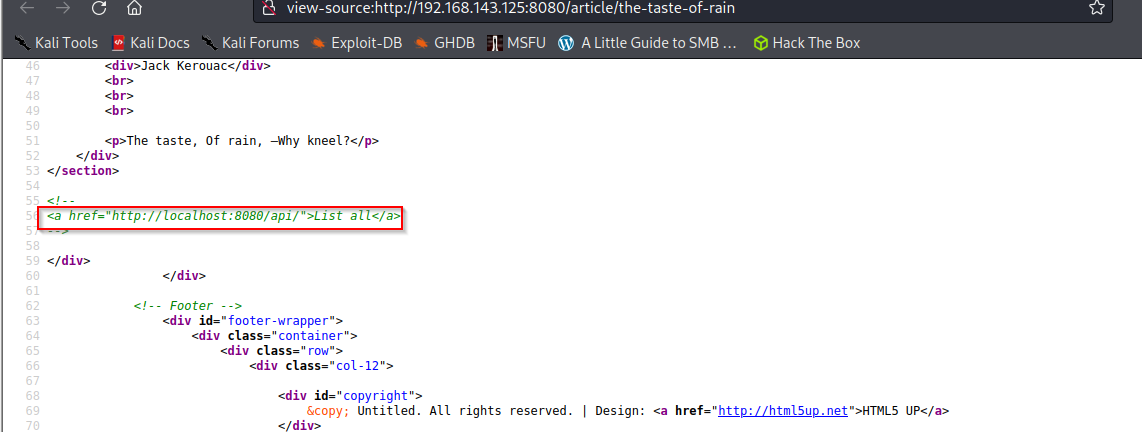 view-source:http://192.168.143.125:8080/article/the-taste-of-rain
Kali Tools Kali Docs Kali Forums Exploit-DB GHDB MSFU A Little Guide to SMB ... Hack The Box
46 <div>Jack Kerouac</div>
47 <br>
48 <br>
49 <br>
50
51 <p>The taste, Of rain, —Why kneel?</p>
52 </div>
53 </section>
54
55 <!--
56 <a href="http://localhost:8080/api/">List all</a>
57 -->
58
59 </div>
60 </div>
61
62 <!-- Footer -->
63 <div id="footer-wrapper">
64 <div class="container">
65 <div class="row">
66 <div class="col-12">
67
68 <div id="copyright">
69 &copy; Untitled. All rights reserved. | Design: <a href="http://html5up.net">HTML5 UP</a>
70 </div>